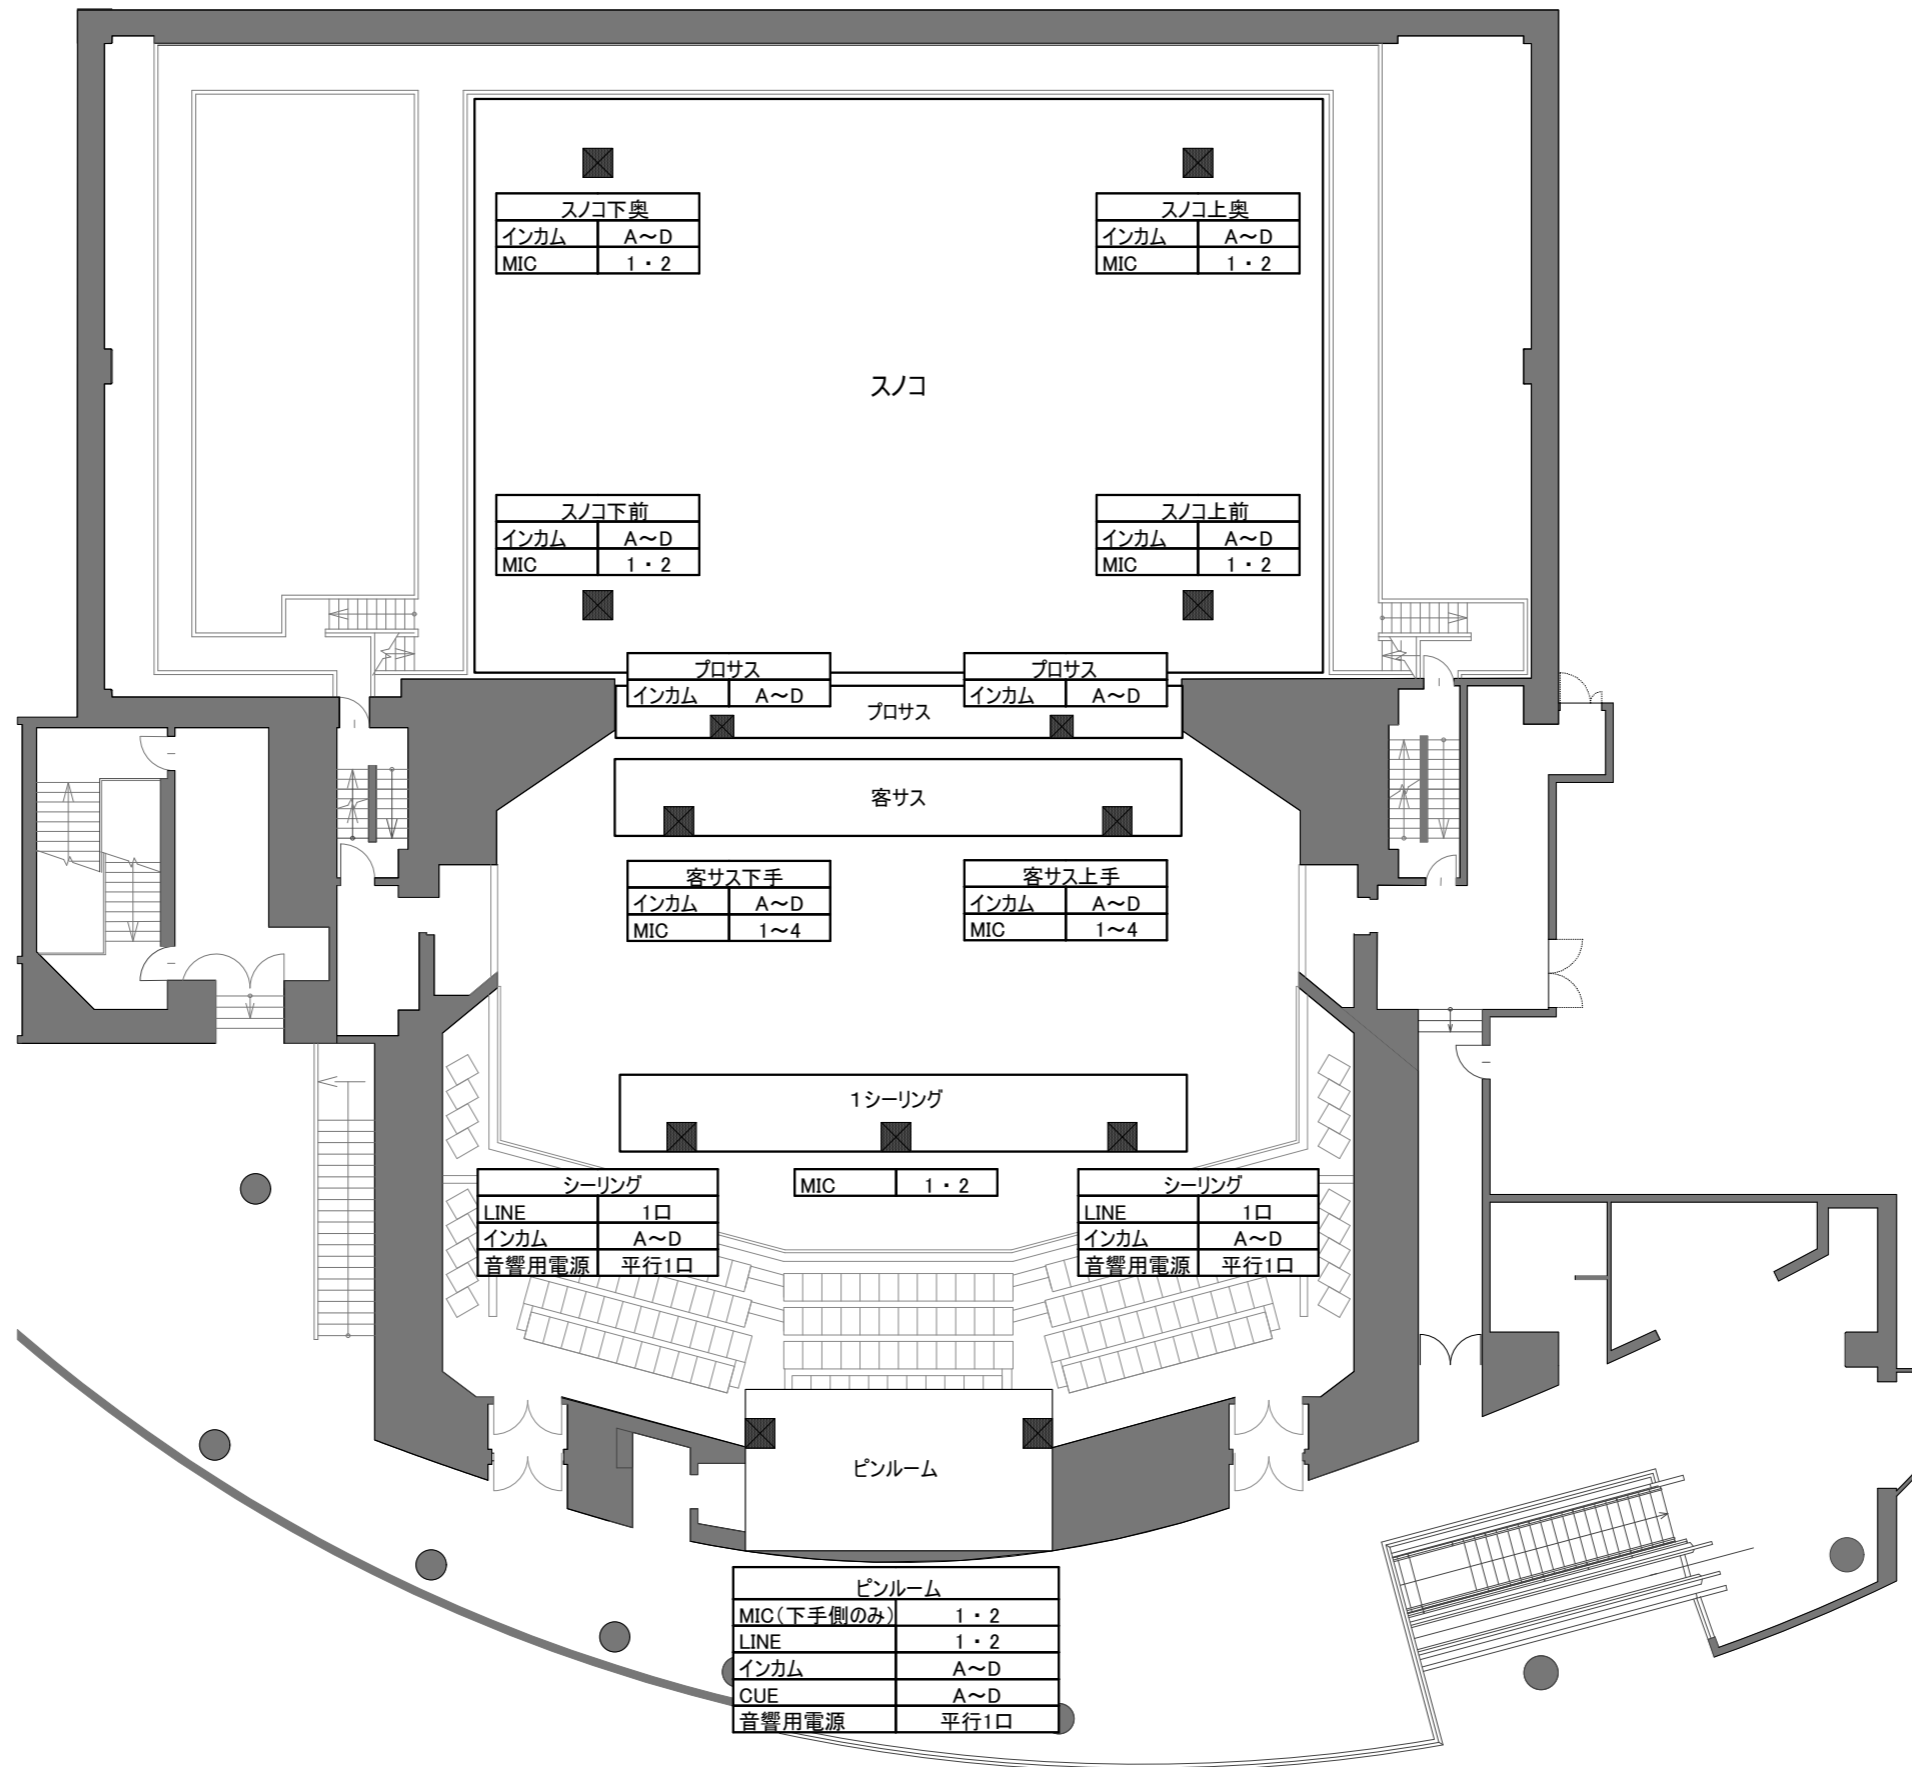 スノコ下奥
インカム A～D
MIC 1・2
スノコ上奥
インカム A～D
MIC 1・2
スノコ
スノコ下前
インカム A～D
MIC 1・2
スノコ上前
インカム A～D
MIC 1・2
プロサス
インカム A～D
プロサス
インカム A～D
プロサス
客サス
客サス下手
インカム A～D
MIC 1～4
客サス上手
インカム A～D
MIC 1～4
1シーリング
シーリング
LINE 1口
インカム A～D
音響用電源 平行1口
MIC 1・2
シーリング
LINE 1口
インカム A～D
音響用電源 平行1口
ピンルーム
ピンルーム
MIC(下手側のみ) 1・2
LINE 1・2
インカム A～D
CUE A～D
音響用電源 平行1口